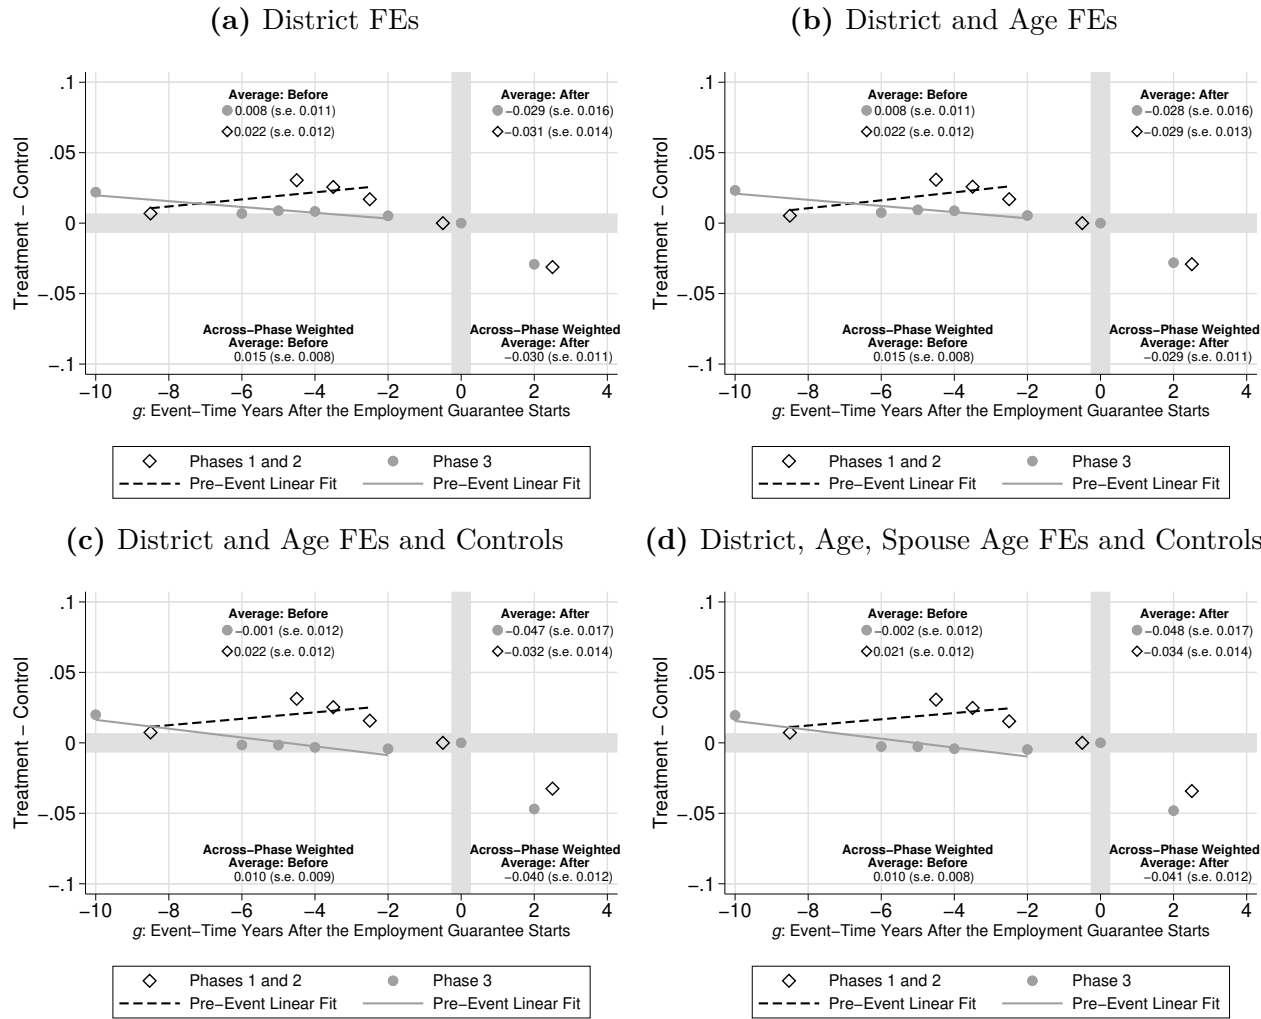 (a) District FEs
.1
.05
0
−.05
−.1
Treatment − Control
Average: Before
0.008 (s.e. 0.011)
0.022 (s.e. 0.012)
Average: After
−0.029 (s.e. 0.016)
−0.031 (s.e. 0.014)
Across−Phase Weighted
Average: Before
0.015 (s.e. 0.008)
Across−Phase Weighted
Average: After
−0.030 (s.e. 0.011)
−10 −8 −6 −4 −2 0 2 4
g: Event−Time Years After the Employment Guarantee Starts
Phases 1 and 2 Phase 3
Pre−Event Linear Fit Pre−Event Linear Fit
(b) District and Age FEs
.1
.05
0
−.05
−.1
Treatment − Control
Average: Before
0.008 (s.e. 0.011)
0.022 (s.e. 0.012)
Average: After
−0.028 (s.e. 0.016)
−0.029 (s.e. 0.013)
Across−Phase Weighted
Average: Before
0.015 (s.e. 0.008)
Across−Phase Weighted
Average: After
−0.029 (s.e. 0.011)
−10 −8 −6 −4 −2 0 2 4
g: Event−Time Years After the Employment Guarantee Starts
Phases 1 and 2 Phase 3
Pre−Event Linear Fit Pre−Event Linear Fit
(c) District and Age FEs and Controls
.1
.05
0
−.05
−.1
Treatment − Control
Average: Before
−0.001 (s.e. 0.012)
0.022 (s.e. 0.012)
Average: After
−0.047 (s.e. 0.017)
−0.032 (s.e. 0.014)
Across−Phase Weighted
Average: Before
0.010 (s.e. 0.009)
Across−Phase Weighted
Average: After
−0.040 (s.e. 0.012)
−10 −8 −6 −4 −2 0 2 4
g: Event−Time Years After the Employment Guarantee Starts
Phases 1 and 2 Phase 3
Pre−Event Linear Fit Pre−Event Linear Fit
(d) District, Age, Spouse Age FEs and Controls
.1
.05
0
−.05
−.1
Treatment − Control
Average: Before
−0.002 (s.e. 0.012)
0.021 (s.e. 0.012)
Average: After
−0.048 (s.e. 0.017)
−0.034 (s.e. 0.014)
Across−Phase Weighted
Average: Before
0.010 (s.e. 0.008)
Across−Phase Weighted
Average: After
−0.041 (s.e. 0.012)
−10 −8 −6 −4 −2 0 2 4
g: Event−Time Years After the Employment Guarantee Starts
Phases 1 and 2 Phase 3
Pre−Event Linear Fit Pre−Event Linear Fit